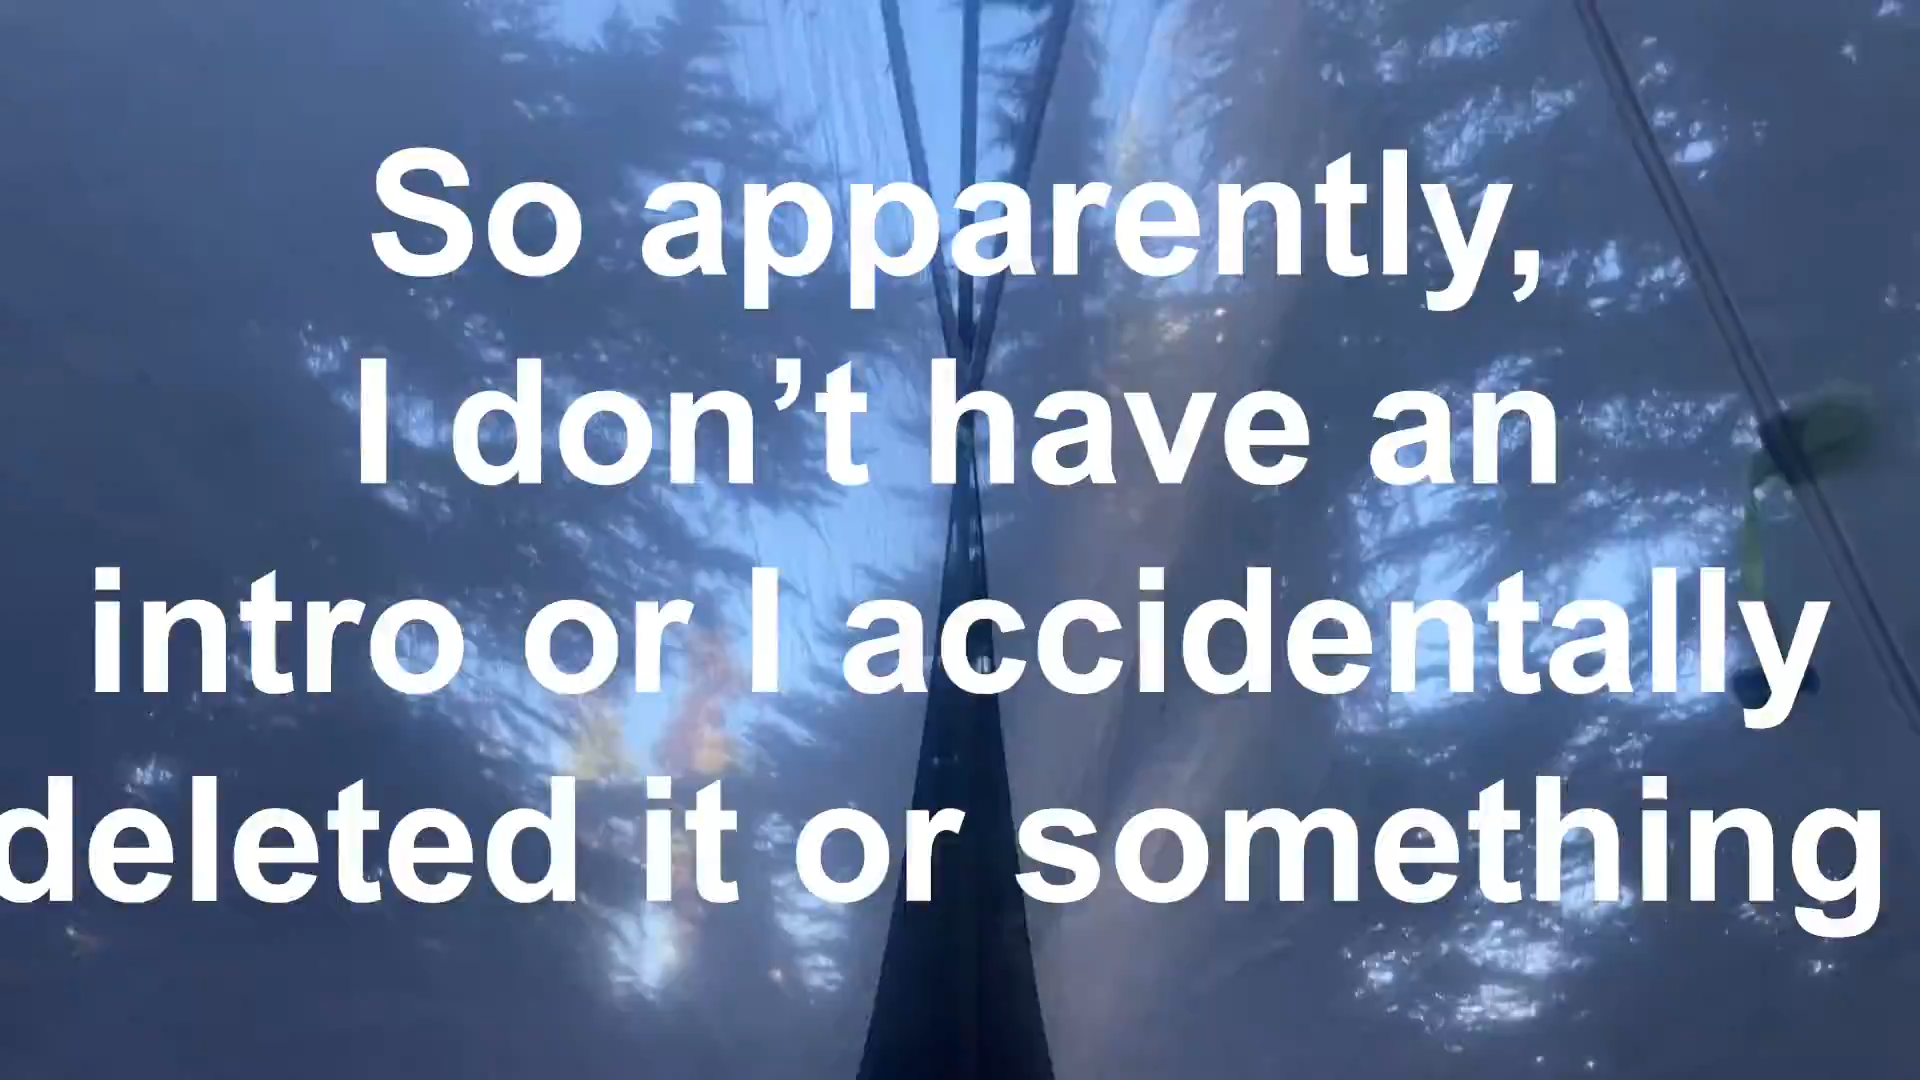 So apparently,
I don’t have an
intro or I accidentally
deleted it or something